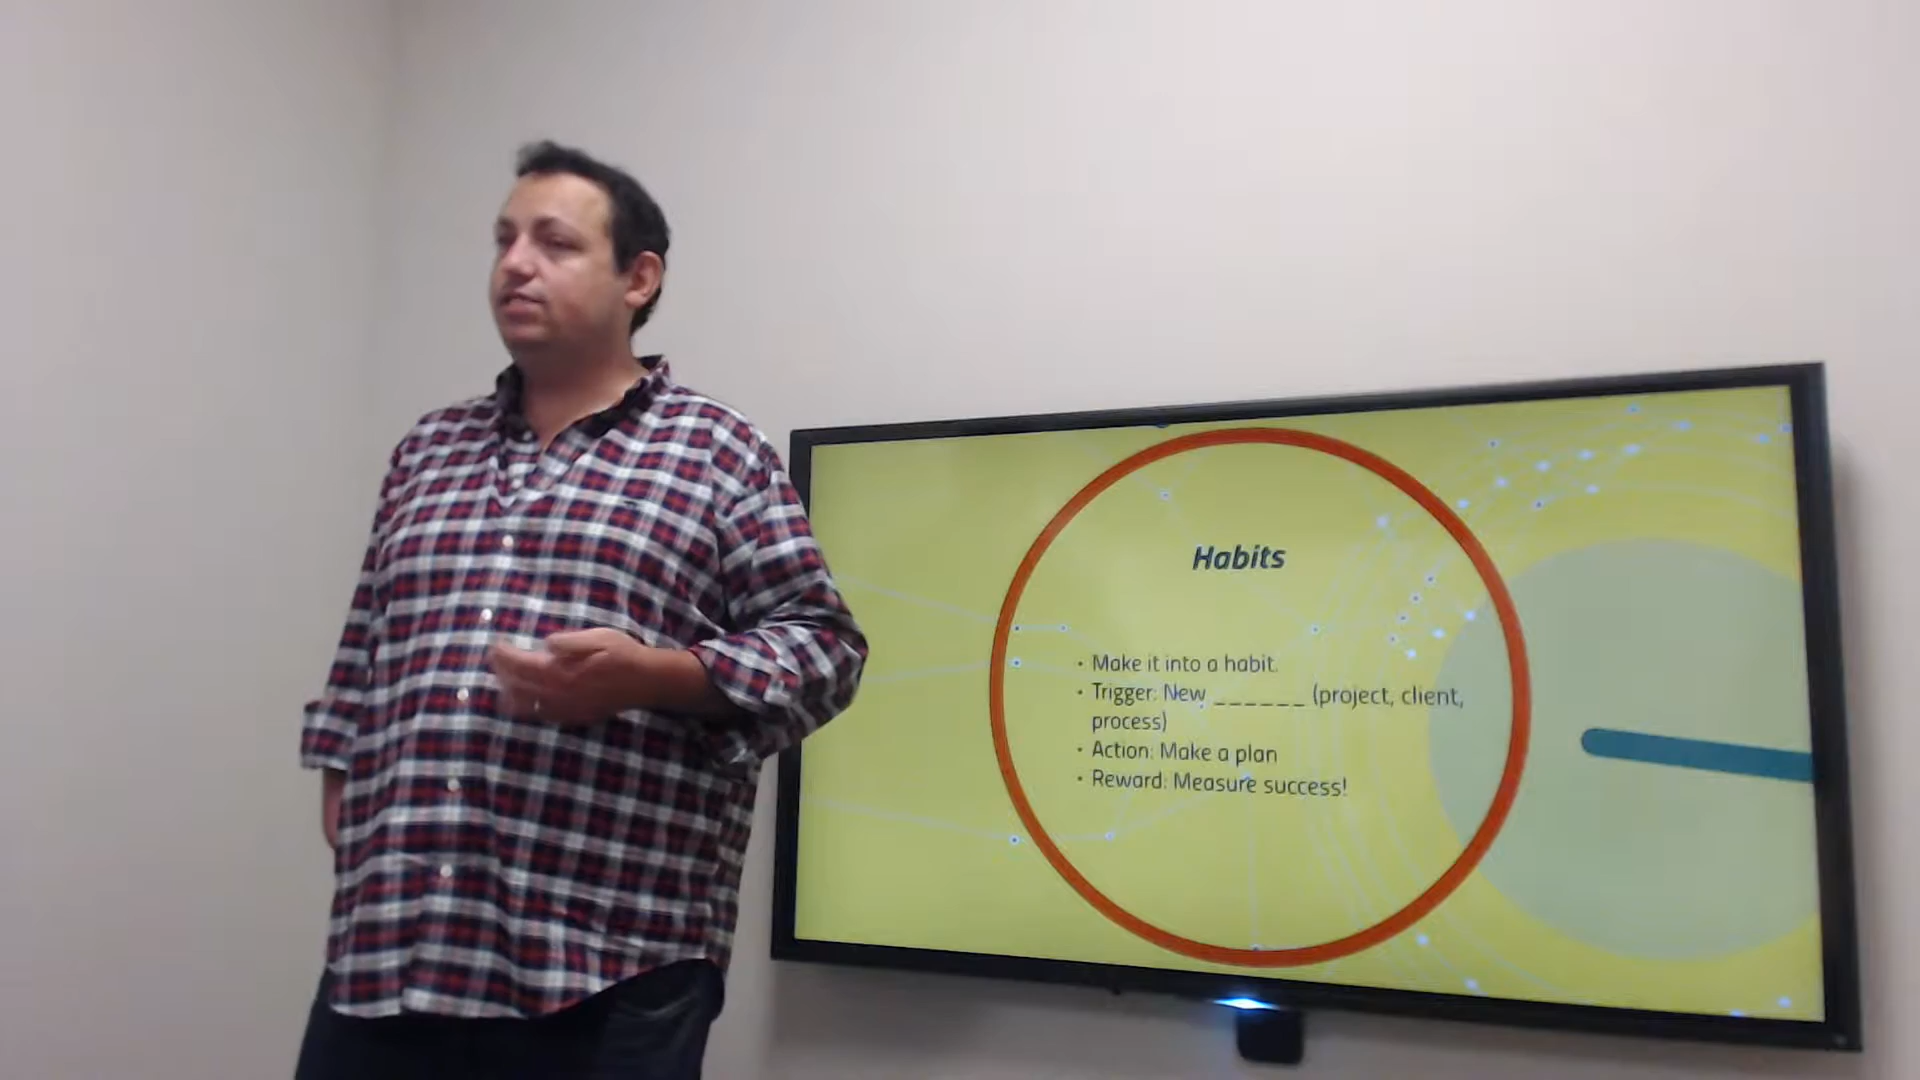 Habits
• Make it into a habit.
• Trigger: New ______ (project, client,
process)
• Action: Make a plan
• Reward: Measure success!